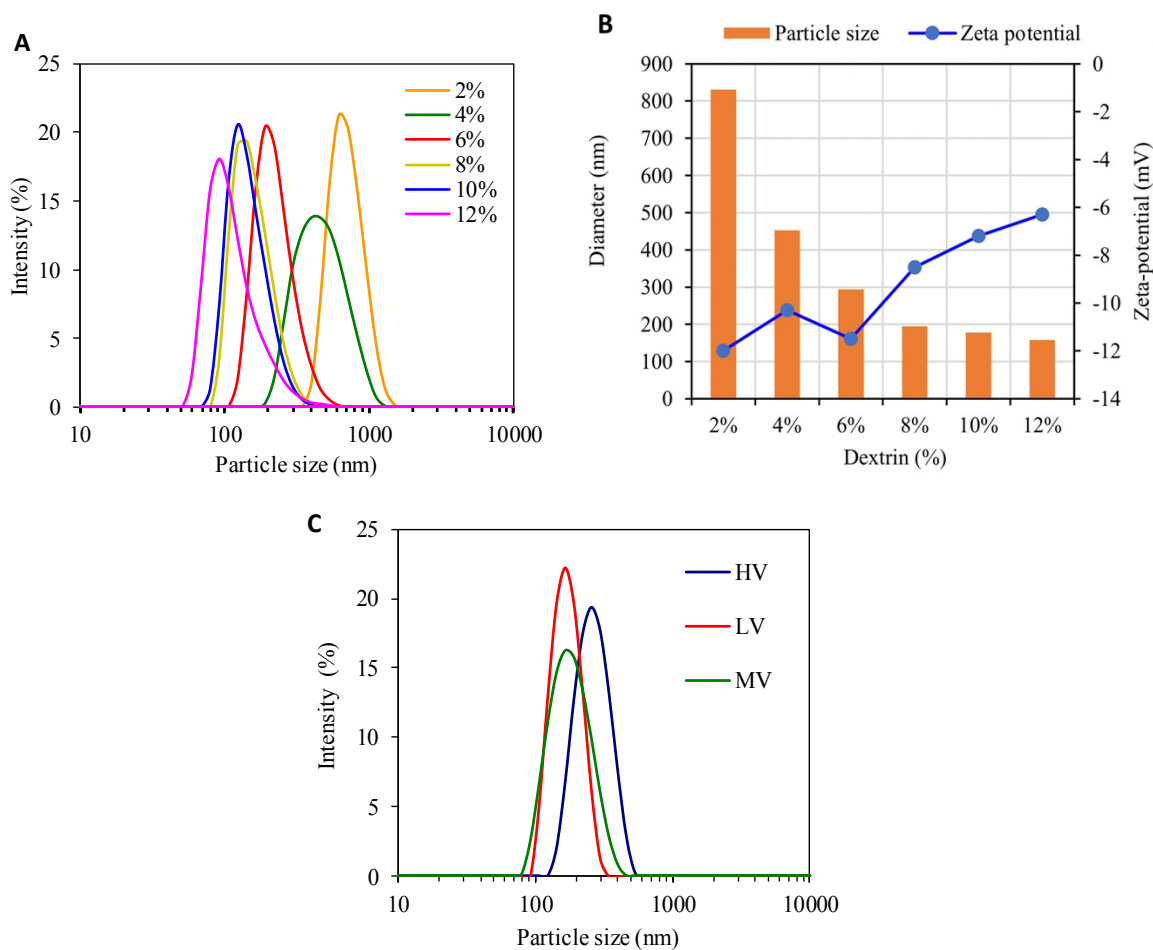 A
25
20
15
10
5
0
Intensity (%)
2%
4%
6%
8%
10%
12%
10 100 1000 10000
Particle size (nm)
B
Particle size Zeta potential
900
800
700
600
500
400
300
200
100
0
Diameter (nm)
0
-2
-4
-6
-8
-10
-12
-14
Zeta-potential (mV)
2% 4% 6% 8% 10% 12%
Dextrin (%)
C
25
20
15
10
5
0
Intensity (%)
HV
LV
MV
10 100 1000 10000
Particle size (nm)